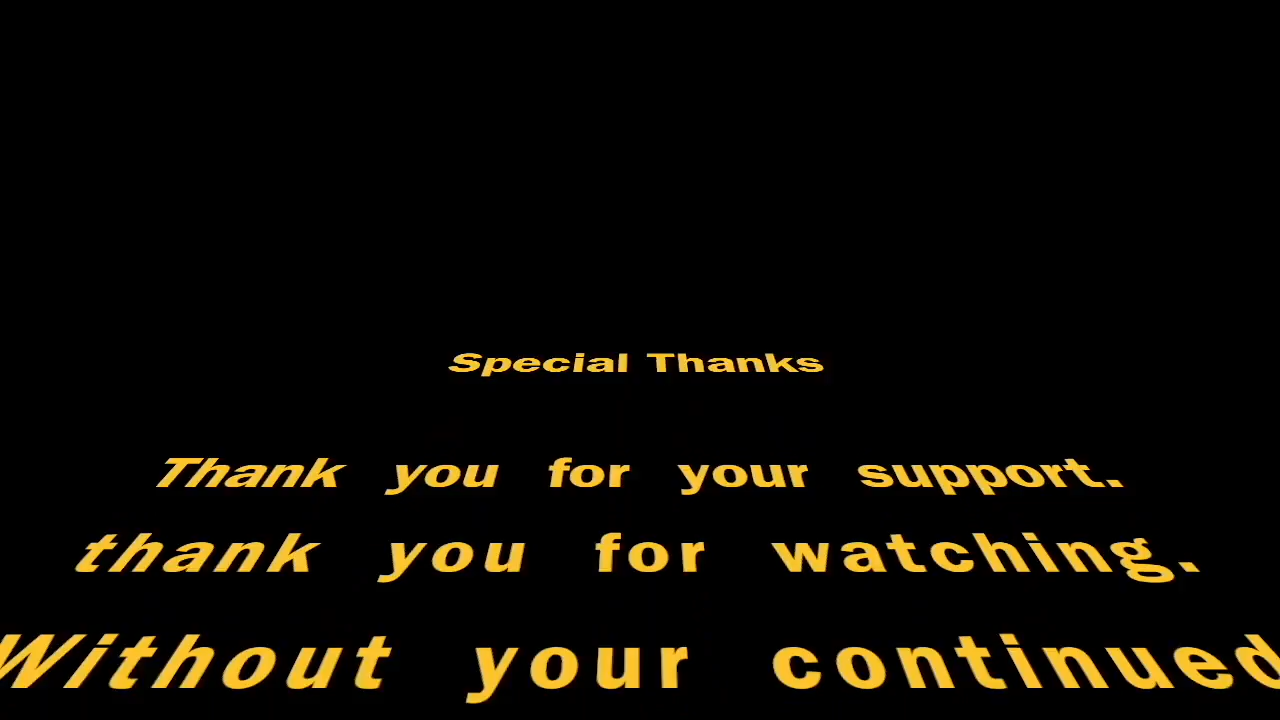 Special Thanks
Thank you for your support.
thank you for watching.
Without your continued